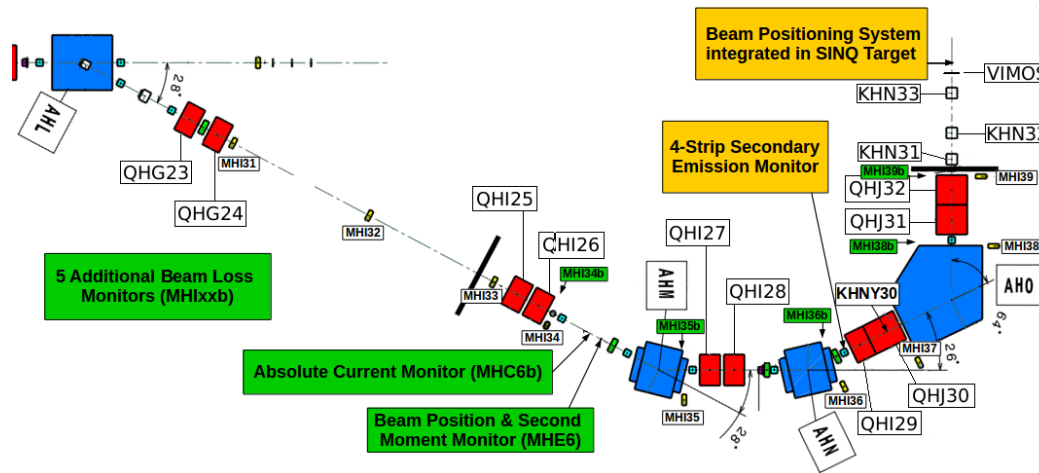 Beam Positioning System
integrated in SINQ Target
VIMOS
KHN33
KHN32
KHN31
4-Strip Secondary
Emission Monitor
MHI39b
MHI39
QHJ32
QHJ31
MHI38b
MHI38
28°
AHL
QHG23
MHI31
QHG24
MHI32
QHI25
QHI26
MHI34b
MHI33
MHI34
5 Additional Beam Loss
Monitors (MHIxxb)
AHM
QHI27
QHI28
KHNY30
AHO
64°
MHI35b
MHI36b
MHI37
26°
Absolute Current Monitor (MHC6b)
Beam Position & Second
Moment Monitor (MHE6)
MHI35
28°
MHI36
AHN
QHJ30
QHI29